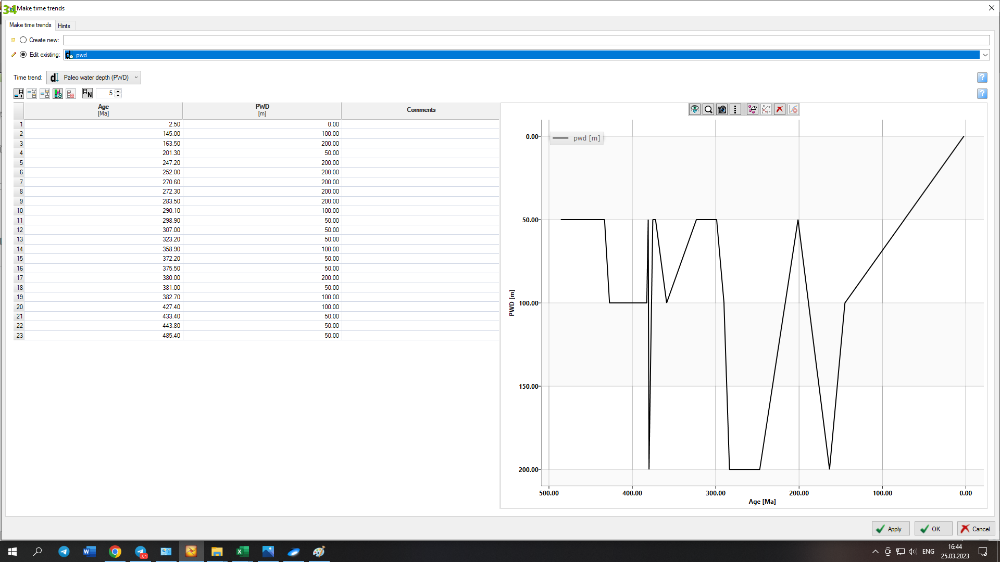 34
Make time trends
Make time trends Hints
Create new:
Edit existing: pwd
Time trend: Paleo water depth (PWD)
5
Age PWD Comments
[Ma] [m]
1 2.50 0.00
2 145.00 100.00
3 163.50 200.00
4 201.30 50.00
5 247.20 200.00
6 252.00 200.00
7 270.60 200.00
8 272.30 200.00
9 283.50 200.00
10 290.10 100.00
11 298.90 50.00
12 307.00 50.00
13 323.20 50.00
14 358.90 100.00
15 372.20 50.00
16 375.50 50.00
17 380.00 200.00
18 381.00 50.00
19 382.70 100.00
20 427.40 100.00
21 433.40 50.00
22 443.80 50.00
23 485.40 50.00
pwd [m]
0.00
50.00
100.00
150.00
200.00
PWD [m]
500.00 400.00 300.00 200.00 100.00 0.00
Age [Ma]
Apply OK Cancel
.01
ENG
16:44
25.03.2023